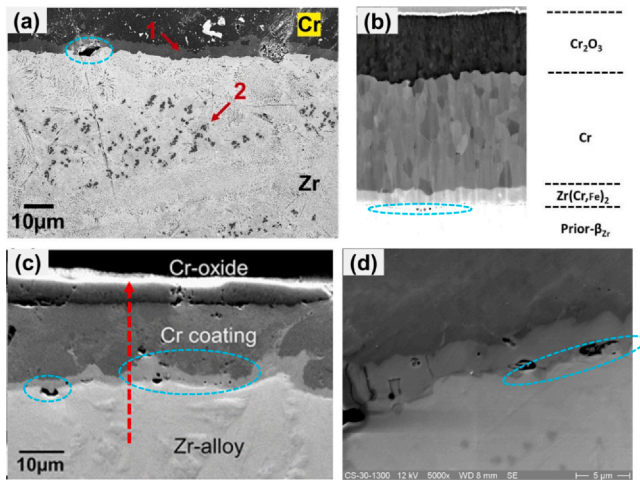 (a)
1
Cr
2
Zr
10μm
(b)
Cr₂O₃
Cr
Zr(Cr,Fe)₂
Prior-β_Zr
(c)
Cr-oxide
Cr coating
Zr-alloy
10μm
(d)
CS-30-1300 12 kV 5000x WD 8 mm SE 5 μm